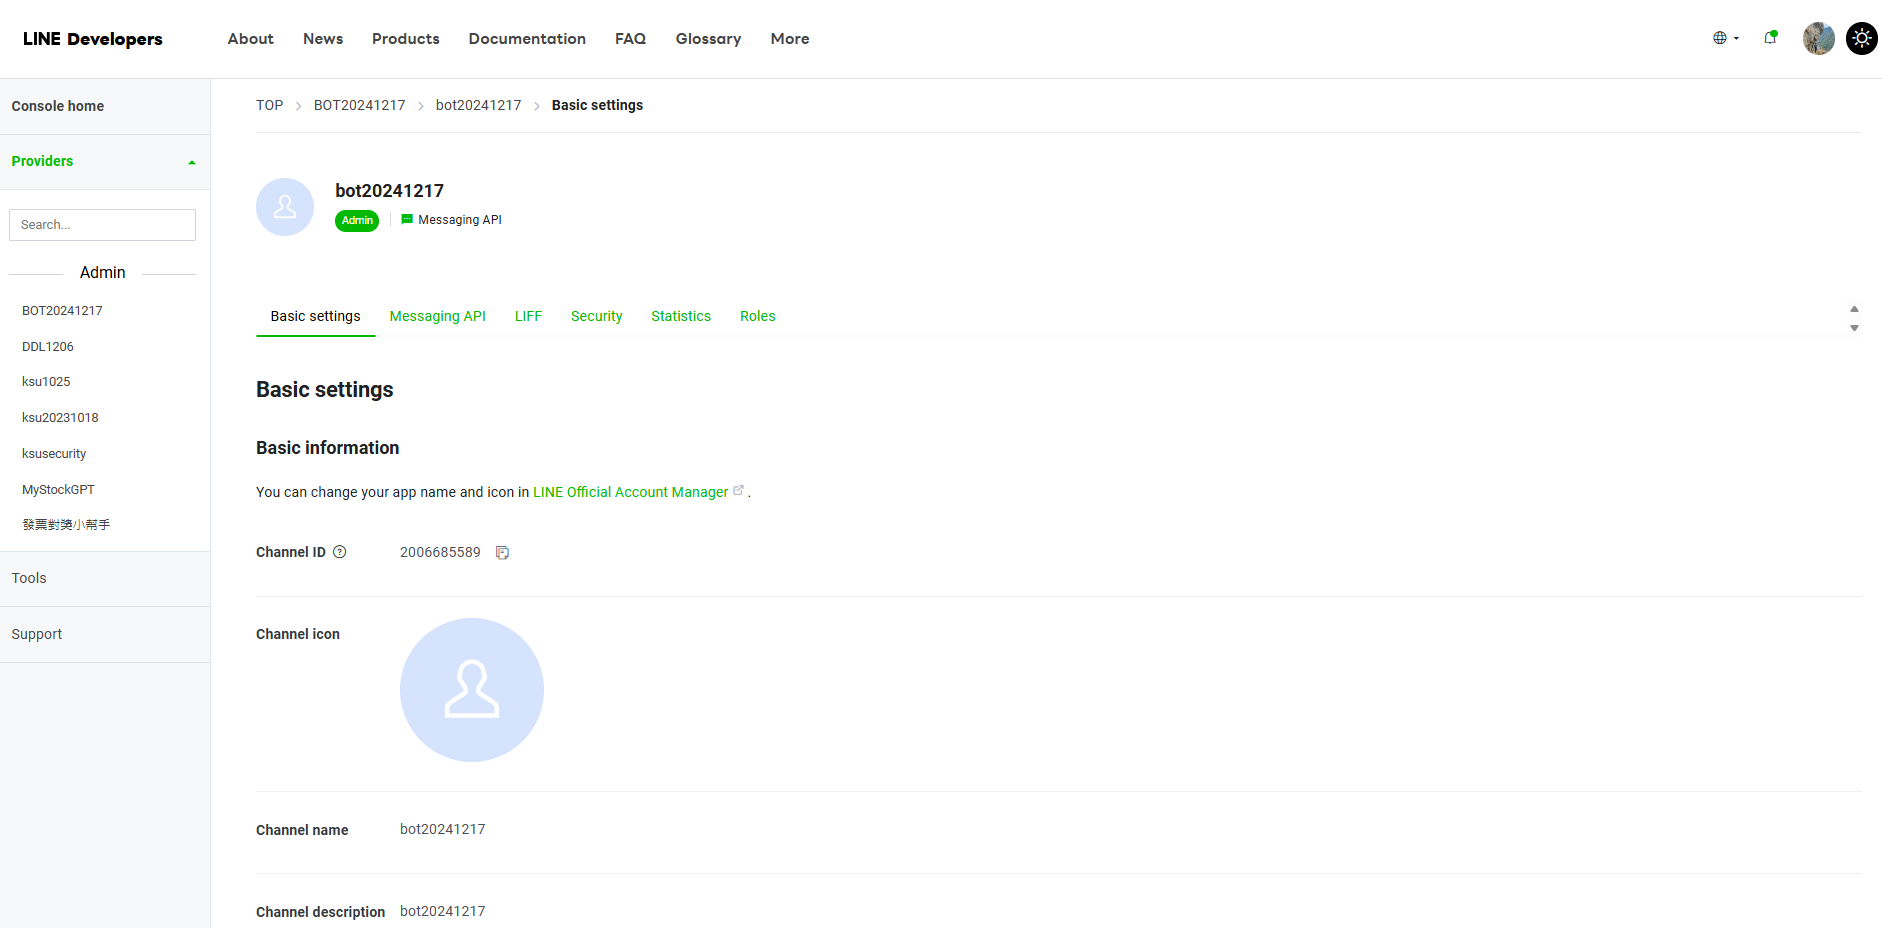 LINE Developers
About News Products Documentation FAQ Glossary More
Console home
Providers
Search...
Admin
BOT20241217
DDL1206
ksu1025
ksu20231018
ksusecurity
MyStockGPT
發票對獎小幫手
Tools
Support
TOP > BOT20241217 > bot20241217 > Basic settings
bot20241217
Admin Messaging API
Basic settings Messaging API LIFF Security Statistics Roles
Basic settings
Basic information
You can change your app name and icon in LINE Official Account Manager .
Channel ID ? 2006685589
Channel icon
Channel name bot20241217
Channel description bot20241217